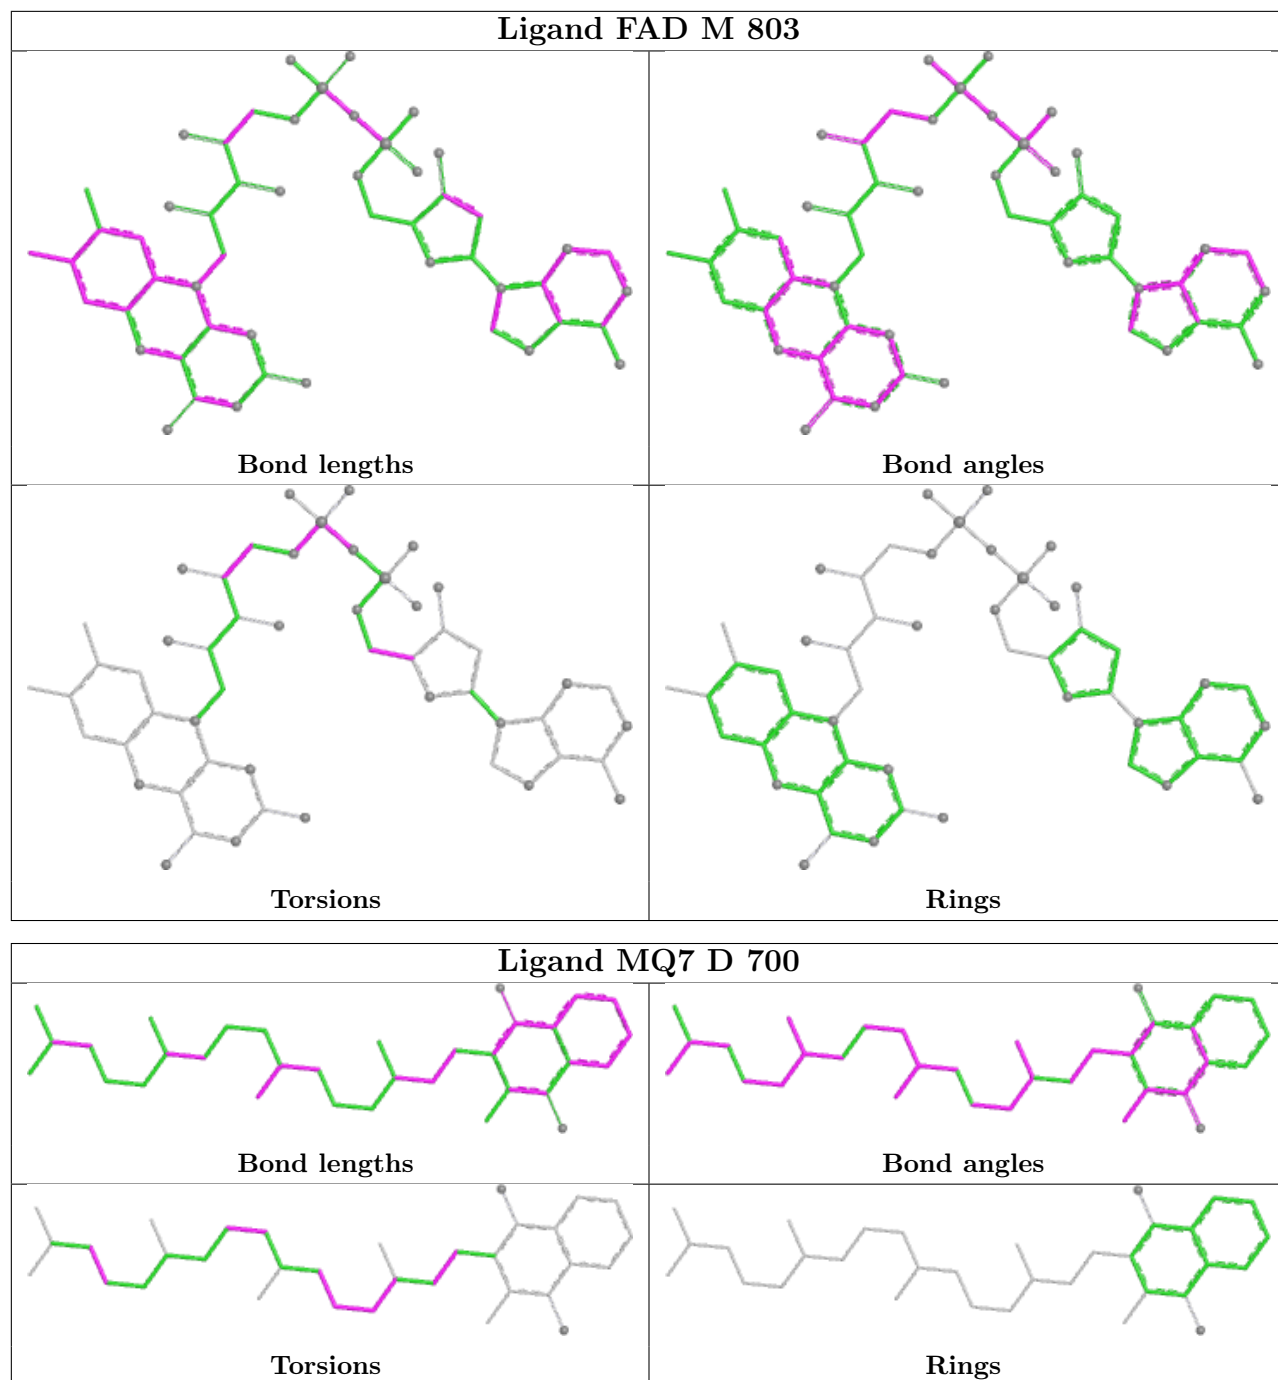 Ligand FAD M 803
Bond lengths
Bond angles
Torsions
Rings
Ligand MQ7 D 700
Bond lengths
Bond angles
Torsions
Rings